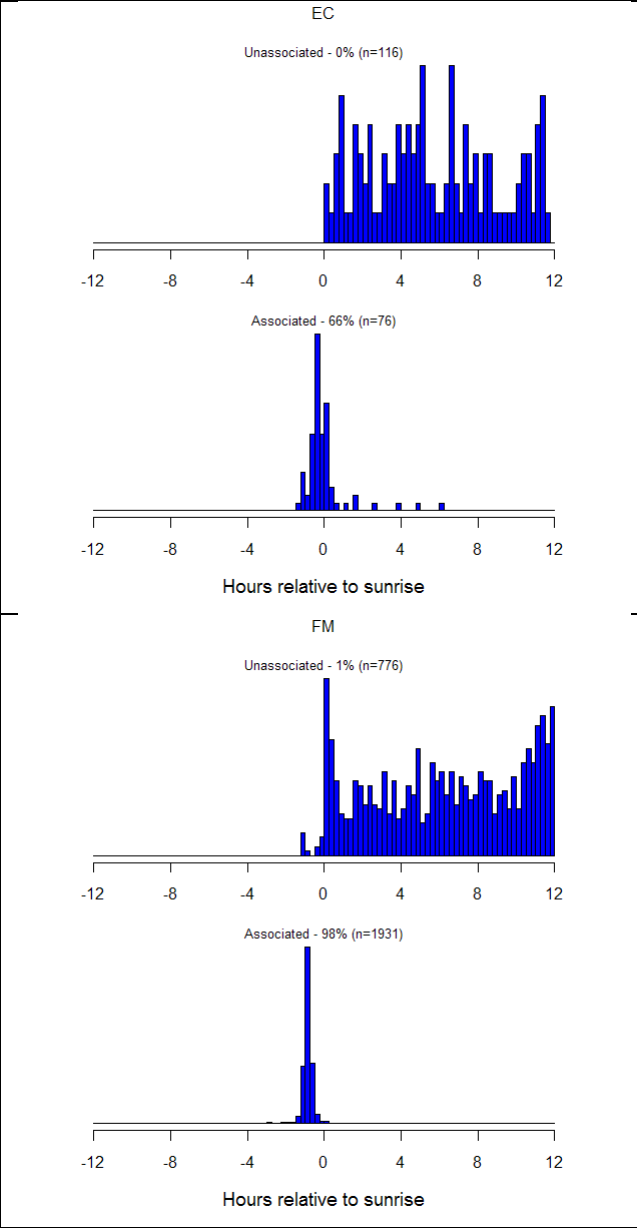 EC
Unassociated - 0% (n=116)
-12 -8 -4 0 4 8 12
Associated - 66% (n=76)
-12 -8 -4 0 4 8 12
Hours relative to sunrise
FM
Unassociated - 1% (n=776)
-12 -8 -4 0 4 8 12
Associated - 98% (n=1931)
-12 -8 -4 0 4 8 12
Hours relative to sunrise